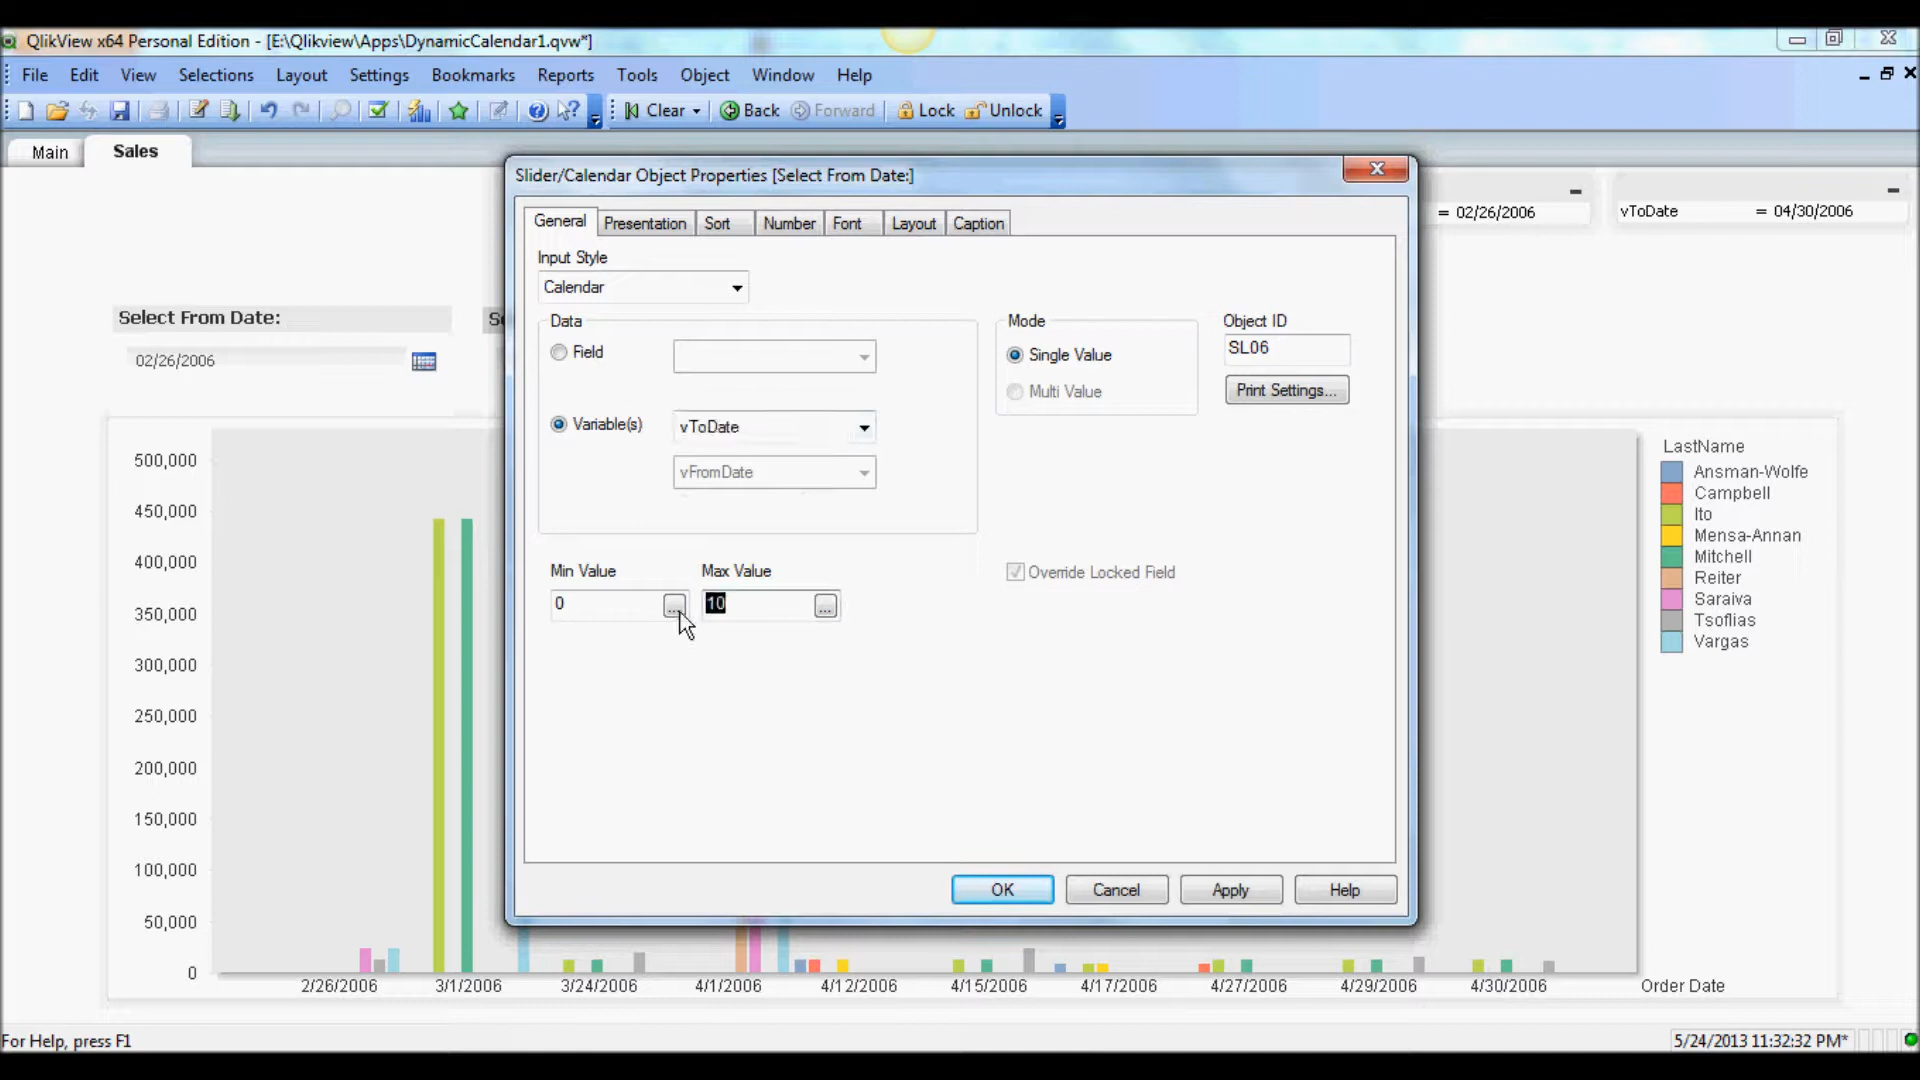 QlikView x64 Personal Edition - [E:\Qlikview\Apps\DynamicCalendar1.qvw*]
File Edit View Selections Layout Settings Bookmarks Reports Tools Object Window Help
Clear Back Forward Lock Unlock
Main Sales
Slider/Calendar Object Properties [Select From Date:]
General Presentation Sort Number Font Layout Caption
= 02/26/2006
vToDate = 04/30/2006
Input Style
Calendar
Data
Field
Variable(s) vToDate
vFromDate
Mode
Single Value
Multi Value
Object ID
SL06
Print Settings...
Min Value Max Value
0 ... 10 ...
Override Locked Field
OK Cancel Apply Help
Select From Date:
02/26/2006
500,000
450,000
400,000
350,000
300,000
250,000
200,000
150,000
100,000
50,000
0
2/26/2006 3/1/2006 3/24/2006 4/1/2006 4/12/2006 4/15/2006 4/17/2006 4/27/2006 4/29/2006 4/30/2006 Order Date
LastName
Ansman-Wolfe
Campbell
Ito
Mensa-Annan
Mitchell
Reiter
Saraiva
Tsoflias
Vargas
For Help, press F1
5/24/2013 11:32:32 PM*